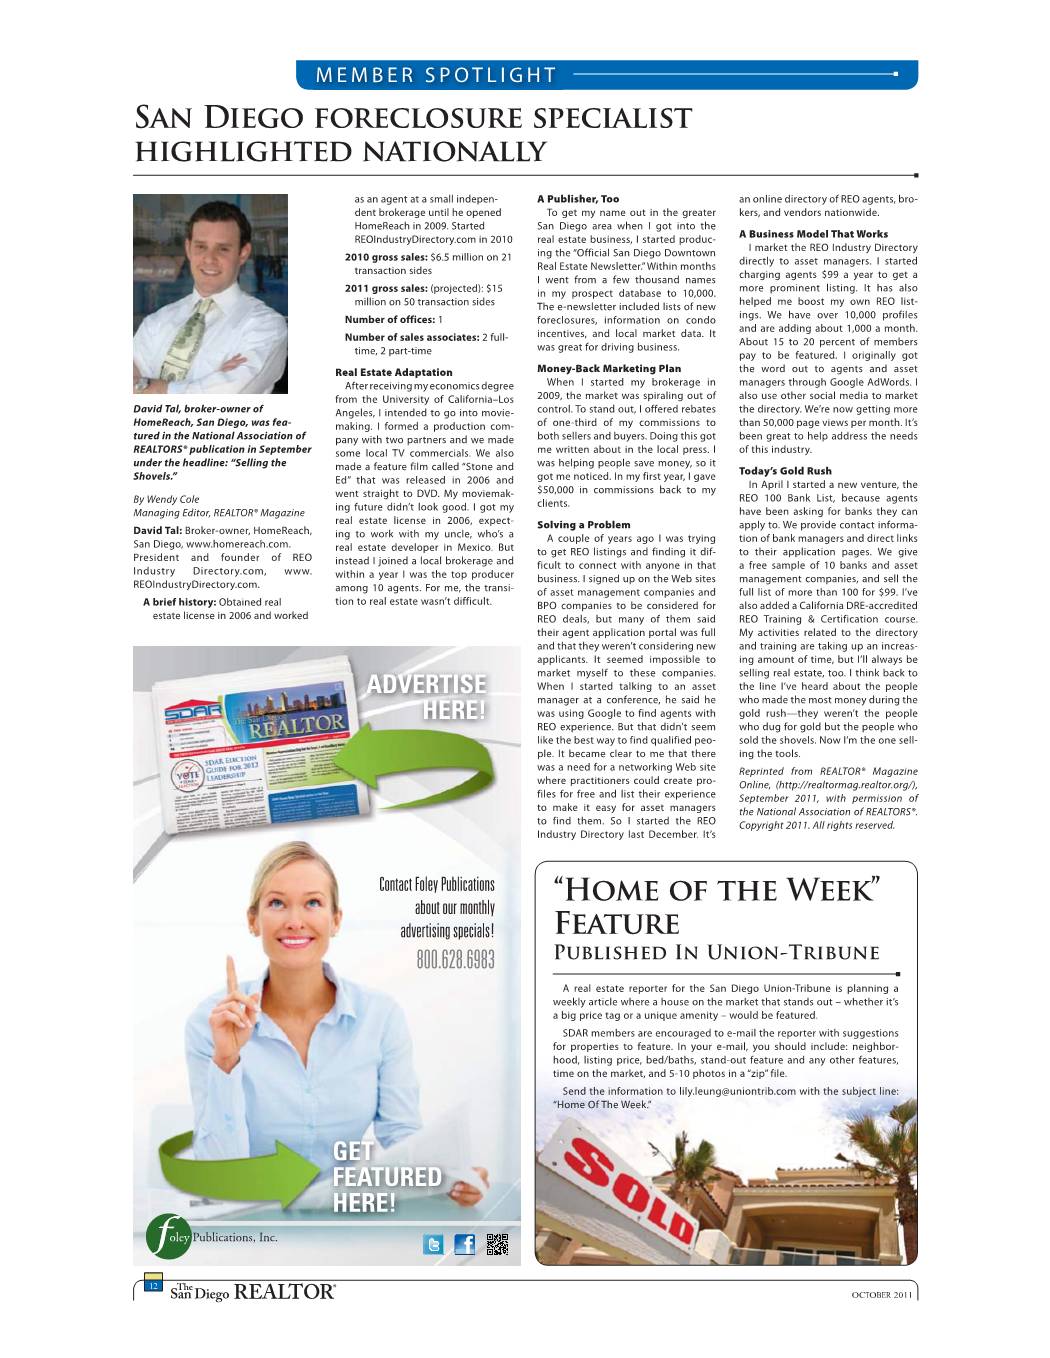 MEMBER SPOTLIGHT
San Diego foreclosure specialist
highlighted nationally
David Tal, broker-owner of
HomeReach, San Diego, was fea-
tured in the National Association of
REALTORS® publication in September
under the headline: “Selling the
Shovels.”
By Wendy Cole
Managing Editor, REALTOR® Magazine
David Tal: Broker-owner, HomeReach,
San Diego, www.homereach.com.
President and founder of REO
Industry Directory.com, www.
REOIndustryDirectory.com.
A brief history: Obtained real
estate license in 2006 and worked
as an agent at a small indepen-
dent brokerage until he opened
HomeReach in 2009. Started
REOIndustryDirectory.com in 2010
2010 gross sales: $6.5 million on 21
transaction sides
2011 gross sales: (projected): $15
million on 50 transaction sides
Number of offices: 1
Number of sales associates: 2 full-
time, 2 part-time
Real Estate Adaptation
After receiving my economics degree
from the University of California–Los
Angeles, I intended to go into movie-
making. I formed a production com-
pany with two partners and we made
some local TV commercials. We also
made a feature film called “Stone and
Ed” that was released in 2006 and
went straight to DVD. My moviemak-
ing future didn’t look good. I got my
real estate license in 2006, expect-
ing to work with my uncle, who’s a
real estate developer in Mexico. But
instead I joined a local brokerage and
within a year I was the top producer
among 10 agents. For me, the transi-
tion to real estate wasn’t difficult.
A Publisher, Too
To get my name out in the greater
San Diego area when I got into the
real estate business, I started produc-
ing the “Official San Diego Downtown
Real Estate Newsletter.” Within months
I went from a few thousand names
in my prospect database to 10,000.
The e-newsletter included lists of new
foreclosures, information on condo
incentives, and local market data. It
was great for driving business.
Money-Back Marketing Plan
When I started my brokerage in
2009, the market was spiraling out of
control. To stand out, I offered rebates
of one-third of my commissions to
both sellers and buyers. Doing this got
me written about in the local press. I
was helping people save money, so it
got me noticed. In my first year, I gave
$50,000 in commissions back to my
clients.
Solving a Problem
A couple of years ago I was trying
to get REO listings and finding it dif-
ficult to connect with anyone in that
business. I signed up on the Web sites
of asset management companies and
BPO companies to be considered for
REO deals, but many of them said
their agent application portal was full
and that they weren’t considering new
applicants. It seemed impossible to
market myself to these companies.
When I started talking to an asset
manager at a conference, he said he
was using Google to find agents with
REO experience. But that didn’t seem
like the best way to find qualified peo-
ple. It became clear to me that there
was a need for a networking Web site
where practitioners could create pro-
files for free and list their experience
to make it easy for asset managers
to find them. So I started the REO
Industry Directory last December. It’s
an online directory of REO agents, bro-
kers, and vendors nationwide.
A Business Model That Works
I market the REO Industry Directory
directly to asset managers. I started
charging agents $99 a year to get a
more prominent listing. It has also
helped me boost my own REO list-
ings. We have over 10,000 profiles
and are adding about 1,000 a month.
About 15 to 20 percent of members
pay to be featured. I originally got
the word out to agents and asset
managers through Google AdWords. I
also use other social media to market
the directory. We’re now getting more
than 50,000 page views per month. It’s
been great to help address the needs
of this industry.
Today’s Gold Rush
In April I started a new venture, the
REO 100 Bank List, because agents
have been asking for banks they can
apply to. We provide contact informa-
tion of bank managers and direct links
to their application pages. We give
a free sample of 10 banks and asset
management companies, and sell the
full list of more than 100 for $99. I’ve
also added a California DRE-accredited
REO Training & Certification course.
My activities related to the directory
and training are taking up an increas-
ing amount of time, but I’ll always be
selling real estate, too. I think back to
the line I’ve heard about the people
who made the most money during the
gold rush—they weren’t the people
who dug for gold but the people who
sold the shovels. Now I’m the one sell-
ing the tools.
Reprinted from REALTOR® Magazine
Online, (http://realtormag.realtor.org/),
September 2011, with permission of
the National Association of REALTORS®.
Copyright 2011. All rights reserved.
ADVERTISE
HERE!
SDAR
The San Diego
REALTOR
SDAR Election
Guide for 2012
Leadership
VOTE
Contact Foley Publications
about our monthly
advertising specials!
800.628.6983
GET
FEATURED
HERE!
foley Publications, Inc.
“Home of the Week”
Feature
Published In Union-Tribune
A real estate reporter for the San Diego Union-Tribune is planning a
weekly article where a house on the market that stands out – whether it’s
a big price tag or a unique amenity – would be featured.
SDAR members are encouraged to e-mail the reporter with suggestions
for properties to feature. In your e-mail, you should include: neighbor-
hood, listing price, bed/baths, stand-out feature and any other features,
time on the market, and 5-10 photos in a “zip” file.
Send the information to lily.leung@uniontrib.com with the subject line:
“Home Of The Week.”
SOLD
12
The
San Diego REALTOR®
OCTOBER 2011